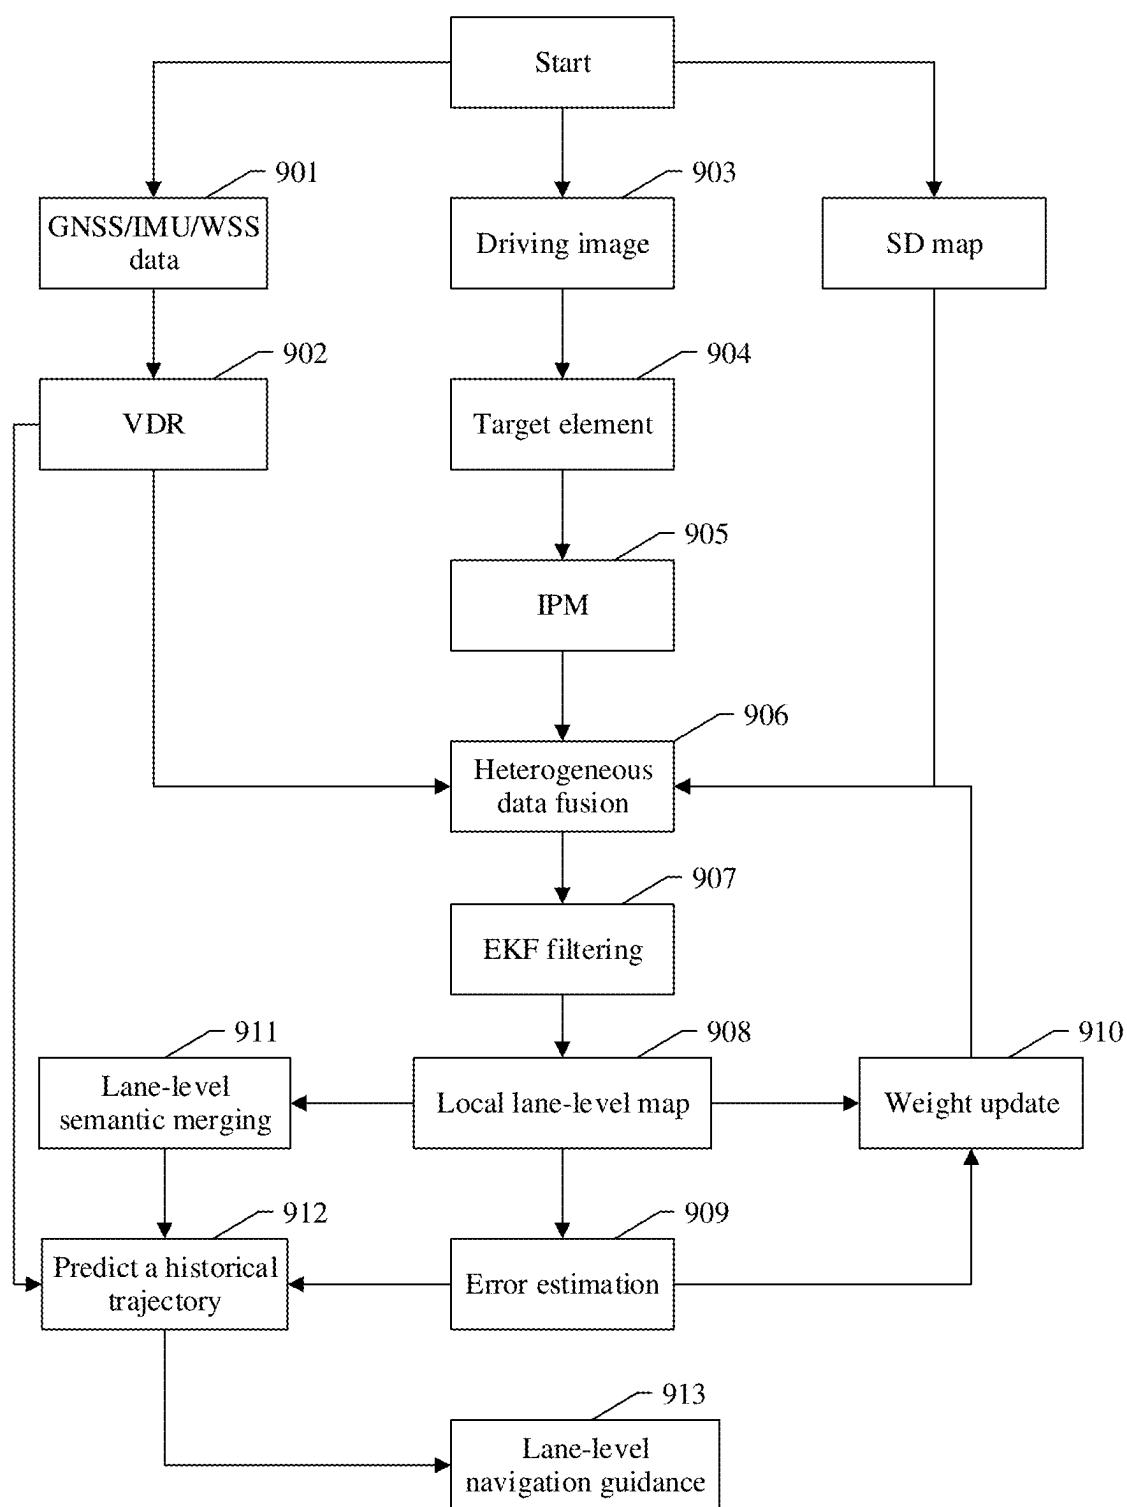 Start
901
903
GNSS/IMU/WSS
data
Driving image
SD map
902
904
VDR
Target element
905
IPM
906
Heterogeneous
data fusion
907
EKF filtering
911
908
910
Lane-level
semantic merging
Local lane-level map
Weight update
912
909
Predict a historical
trajectory
Error estimation
913
Lane-level
navigation guidance